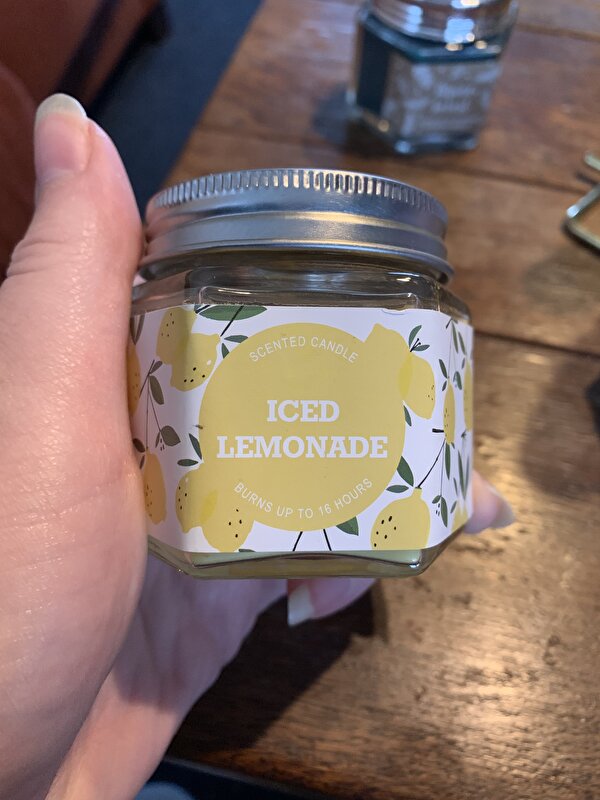 SCENTED CANDLE
ICED
LEMONADE
BURNS UP TO 16 HOURS